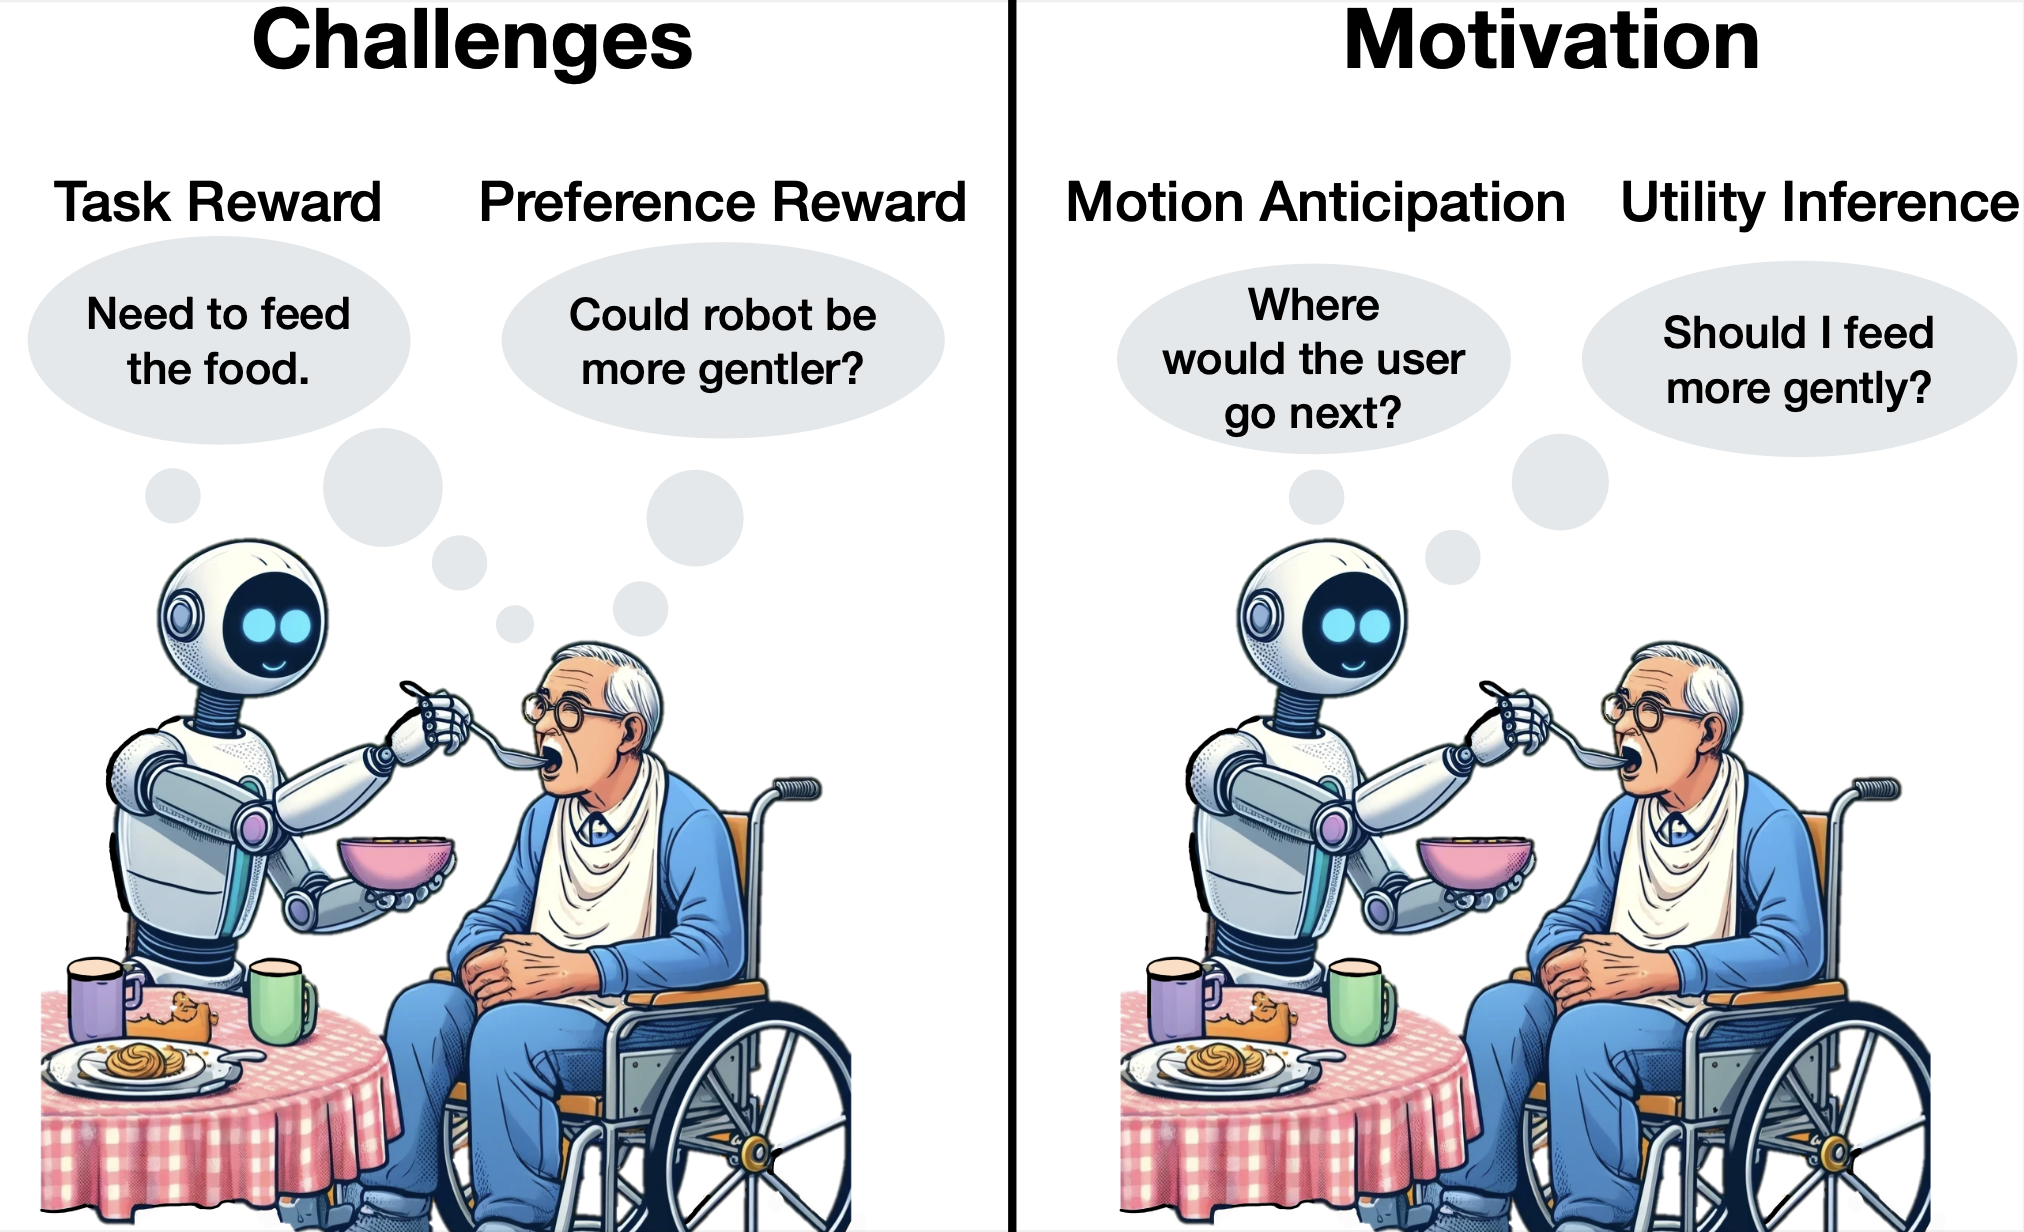 Challenges
Task Reward
Preference Reward
Need to feed
the food.
Could robot be
more gentler?
Motivation
Motion Anticipation
Utility Inference
Where
would the user
go next?
Should I feed
more gently?